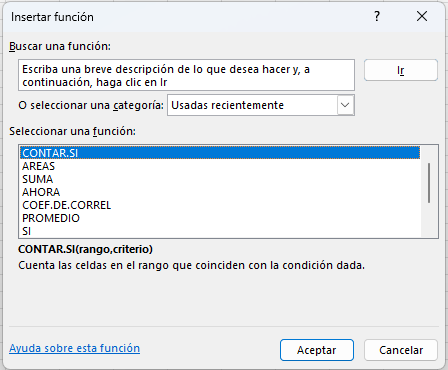 Insertar función
Buscar una función:
Escriba una breve descripción de lo que desea hacer y, a
continuación, haga clic en Ir
Ir
O seleccionar una categoría:
Usadas recientemente
Seleccionar una función:
CONTAR.SI
AREAS
SUMA
AHORA
COEF.DE.CORREL
PROMEDIO
SI
CONTAR.SI(rango,criterio)
Cuenta las celdas en el rango que coinciden con la condición dada.
Ayuda sobre esta función
Aceptar
Cancelar